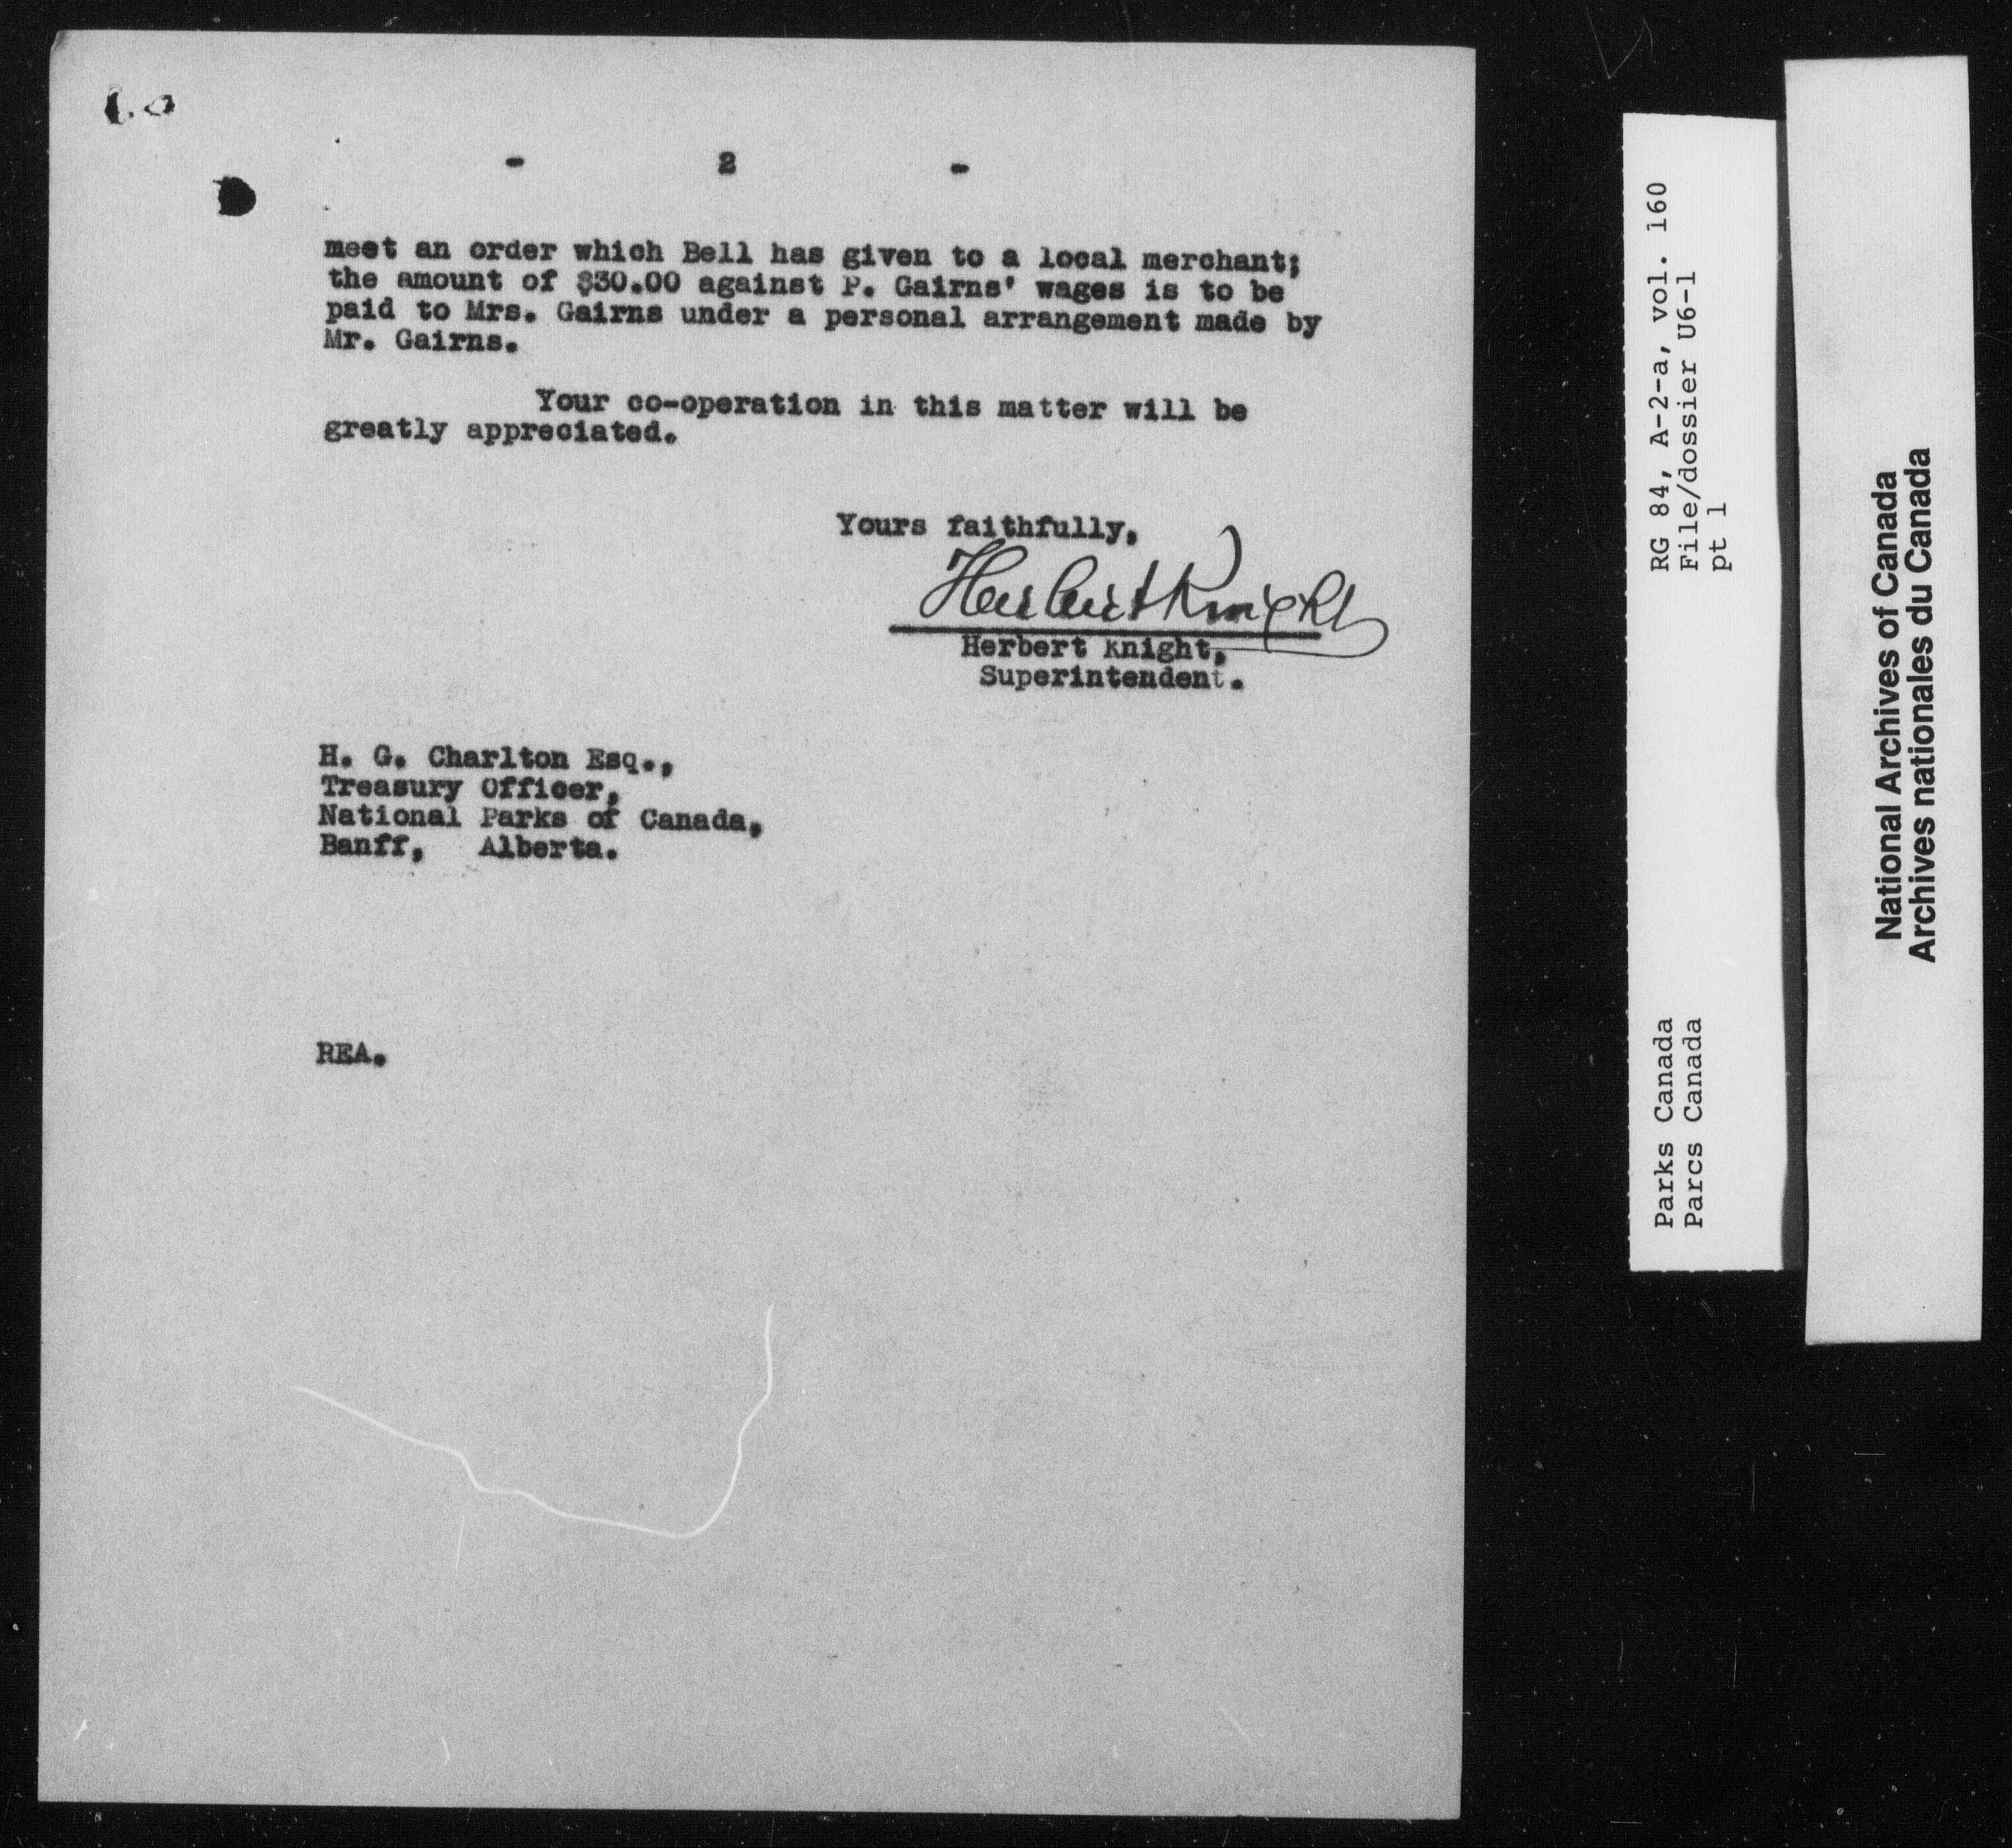 - 2 -
meet an order which Bell has given to a local merchant;
the amount of $30.00 against P. Gairns' wages is to be
paid to Mrs. Gairns under a personal arrangement made by
Mr. Gairns.
Your co-operation in this matter will be
greatly appreciated.
Yours faithfully,
Herbert Knight
Herbert Knight,
Superintendent.
H. G. Charlton Esq.,
Treasury Officer,
National Parks of Canada,
Banff, Alberta.
REA.
Parks Canada
Parcs Canada
RG 84, A-2-a, vol. 160
File/dossier U6-1
pt 1
National Archives of Canada
Archives nationales du Canada